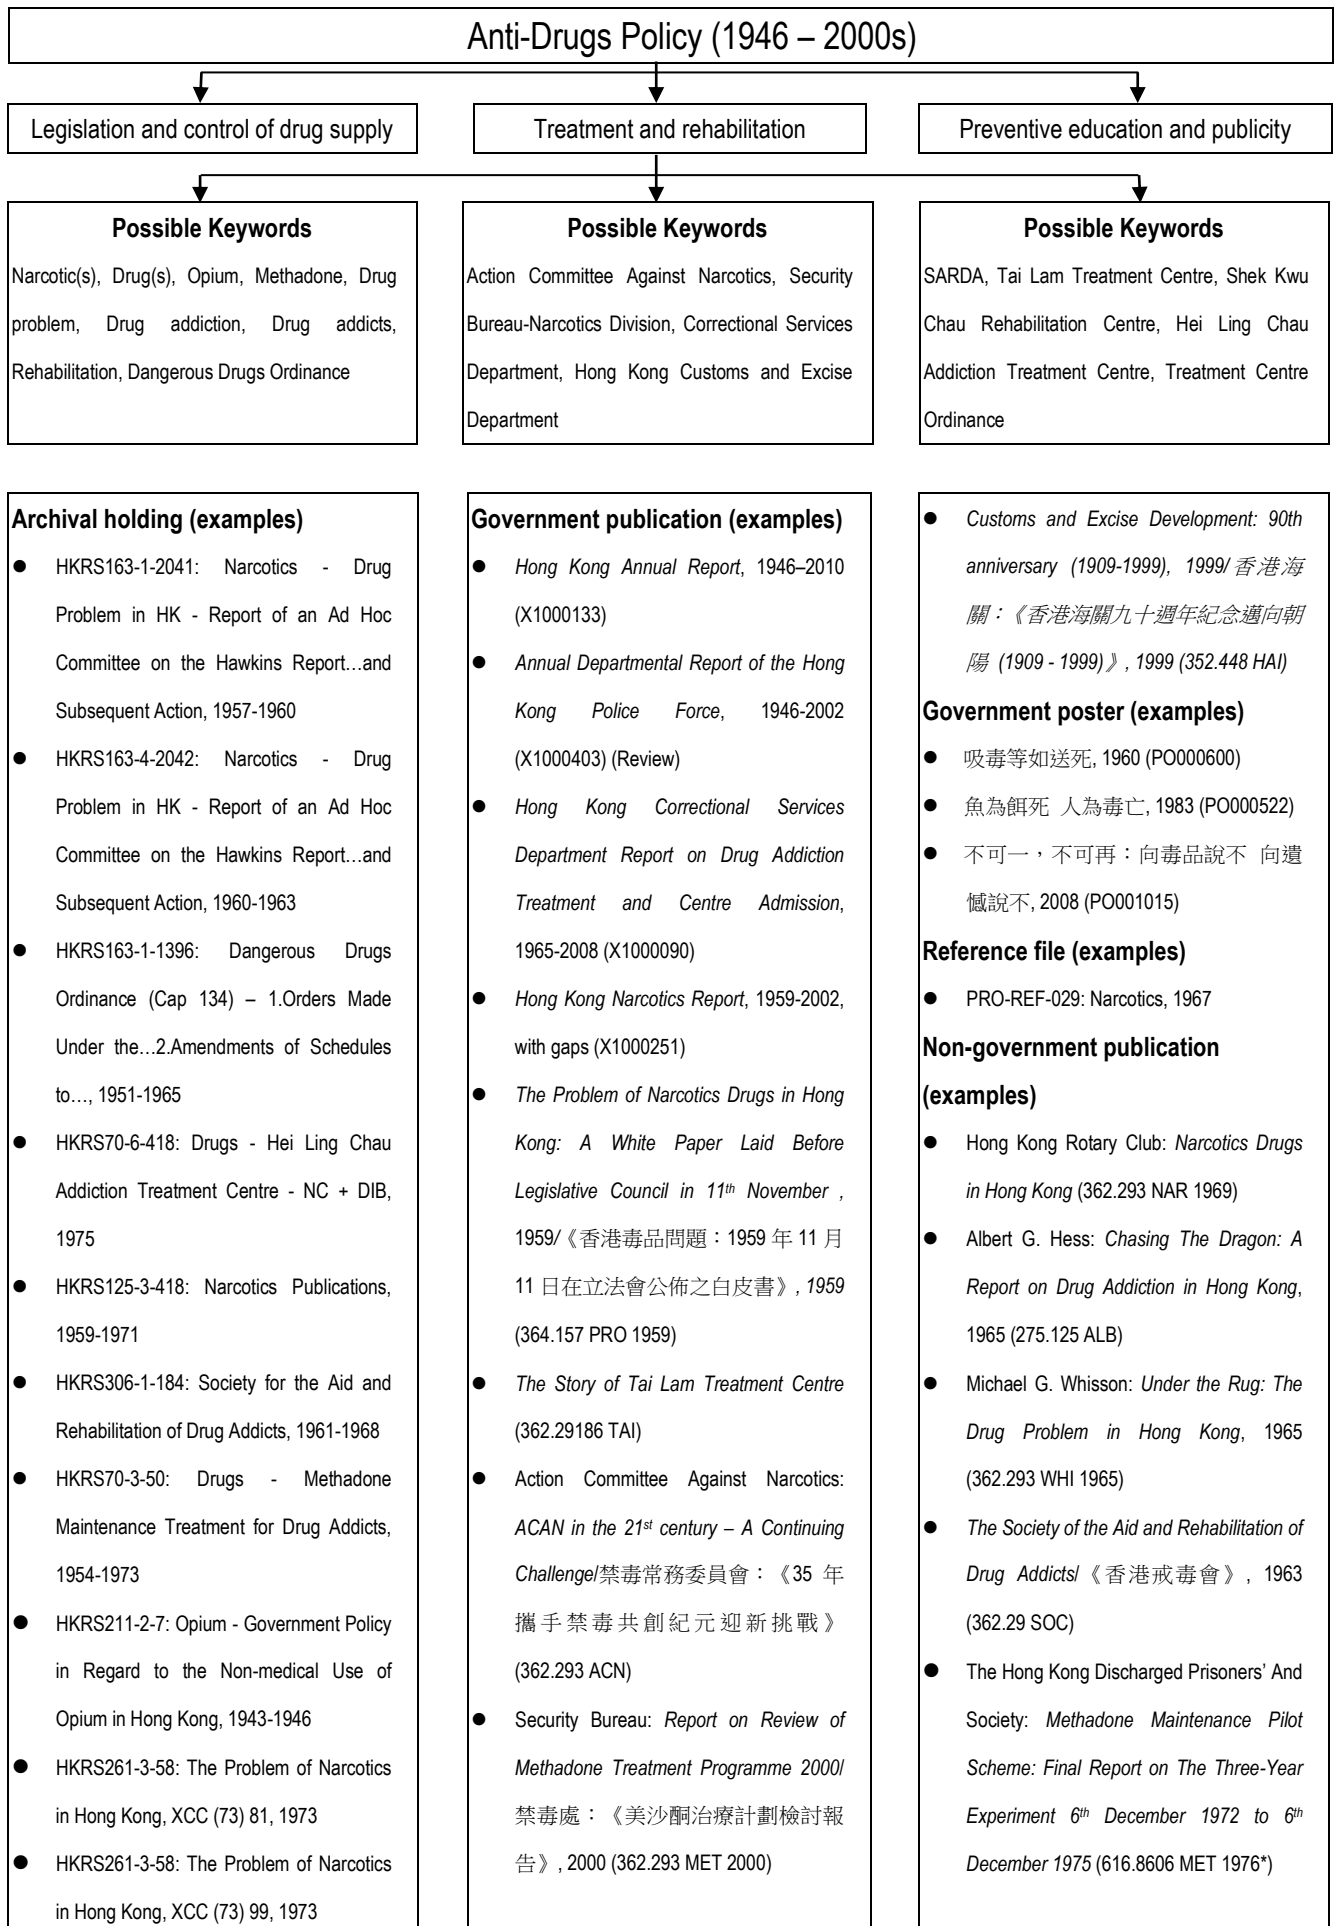 Anti-Drugs Policy (1946 – 2000s)
Legislation and control of drug supply
Treatment and rehabilitation
Preventive education and publicity
Possible Keywords
Narcotic(s), Drug(s), Opium, Methadone, Drug
problem, Drug addiction, Drug addicts,
Rehabilitation, Dangerous Drugs Ordinance
Possible Keywords
Action Committee Against Narcotics, Security
Bureau-Narcotics Division, Correctional Services
Department, Hong Kong Customs and Excise
Department
Possible Keywords
SARDA, Tai Lam Treatment Centre, Shek Kwu
Chau Rehabilitation Centre, Hei Ling Chau
Addiction Treatment Centre, Treatment Centre
Ordinance
Archival holding (examples)
● HKRS163-1-2041: Narcotics - Drug
Problem in HK - Report of an Ad Hoc
Committee on the Hawkins Report…and
Subsequent Action, 1957-1960
● HKRS163-4-2042: Narcotics - Drug
Problem in HK - Report of an Ad Hoc
Committee on the Hawkins Report…and
Subsequent Action, 1960-1963
● HKRS163-1-1396: Dangerous Drugs
Ordinance (Cap 134) – 1.Orders Made
Under the…2.Amendments of Schedules
to…, 1951-1965
● HKRS70-6-418: Drugs - Hei Ling Chau
Addiction Treatment Centre - NC + DIB,
1975
● HKRS125-3-418: Narcotics Publications,
1959-1971
● HKRS306-1-184: Society for the Aid and
Rehabilitation of Drug Addicts, 1961-1968
● HKRS70-3-50: Drugs - Methadone
Maintenance Treatment for Drug Addicts,
1954-1973
● HKRS211-2-7: Opium - Government Policy
in Regard to the Non-medical Use of
Opium in Hong Kong, 1943-1946
● HKRS261-3-58: The Problem of Narcotics
in Hong Kong, XCC (73) 81, 1973
● HKRS261-3-58: The Problem of Narcotics
in Hong Kong, XCC (73) 99, 1973
Government publication (examples)
● Hong Kong Annual Report, 1946–2010
(X1000133)
● Annual Departmental Report of the Hong
Kong Police Force, 1946-2002
(X1000403) (Review)
● Hong Kong Correctional Services
Department Report on Drug Addiction
Treatment and Centre Admission,
1965-2008 (X1000090)
● Hong Kong Narcotics Report, 1959-2002,
with gaps (X1000251)
● The Problem of Narcotics Drugs in Hong
Kong: A White Paper Laid Before
Legislative Council in 11th November ,
1959/《香港毒品問題：1959 年 11 月
11 日在立法會公佈之白皮書》, 1959
(364.157 PRO 1959)
● The Story of Tai Lam Treatment Centre
(362.29186 TAI)
● Action Committee Against Narcotics:
ACAN in the 21st century – A Continuing
Challenge/禁毒常務委員會：《35 年
攜手禁毒共創紀元迎新挑戰》
(362.293 ACN)
● Security Bureau: Report on Review of
Methadone Treatment Programme 2000/
禁毒處：《美沙酮治療計劃檢討報
告》, 2000 (362.293 MET 2000)
● Customs and Excise Development: 90th
anniversary (1909-1999), 1999/香港海
關：《香港海關九十週年紀念邁向朝
陽 (1909 - 1999)》, 1999 (352.448 HAI)
Government poster (examples)
● 吸毒等如送死, 1960 (PO000600)
● 魚為餌死 人為毒亡, 1983 (PO000522)
● 不可一，不可再：向毒品說不 向遺
憾說不, 2008 (PO001015)
Reference file (examples)
● PRO-REF-029: Narcotics, 1967
Non-government publication
(examples)
● Hong Kong Rotary Club: Narcotics Drugs
in Hong Kong (362.293 NAR 1969)
● Albert G. Hess: Chasing The Dragon: A
Report on Drug Addiction in Hong Kong,
1965 (275.125 ALB)
● Michael G. Whisson: Under the Rug: The
Drug Problem in Hong Kong, 1965
(362.293 WHI 1965)
● The Society of the Aid and Rehabilitation of
Drug Addicts/《香港戒毒會》, 1963
(362.29 SOC)
● The Hong Kong Discharged Prisoners’ And
Society: Methadone Maintenance Pilot
Scheme: Final Report on The Three-Year
Experiment 6th December 1972 to 6th
December 1975 (616.8606 MET 1976*)